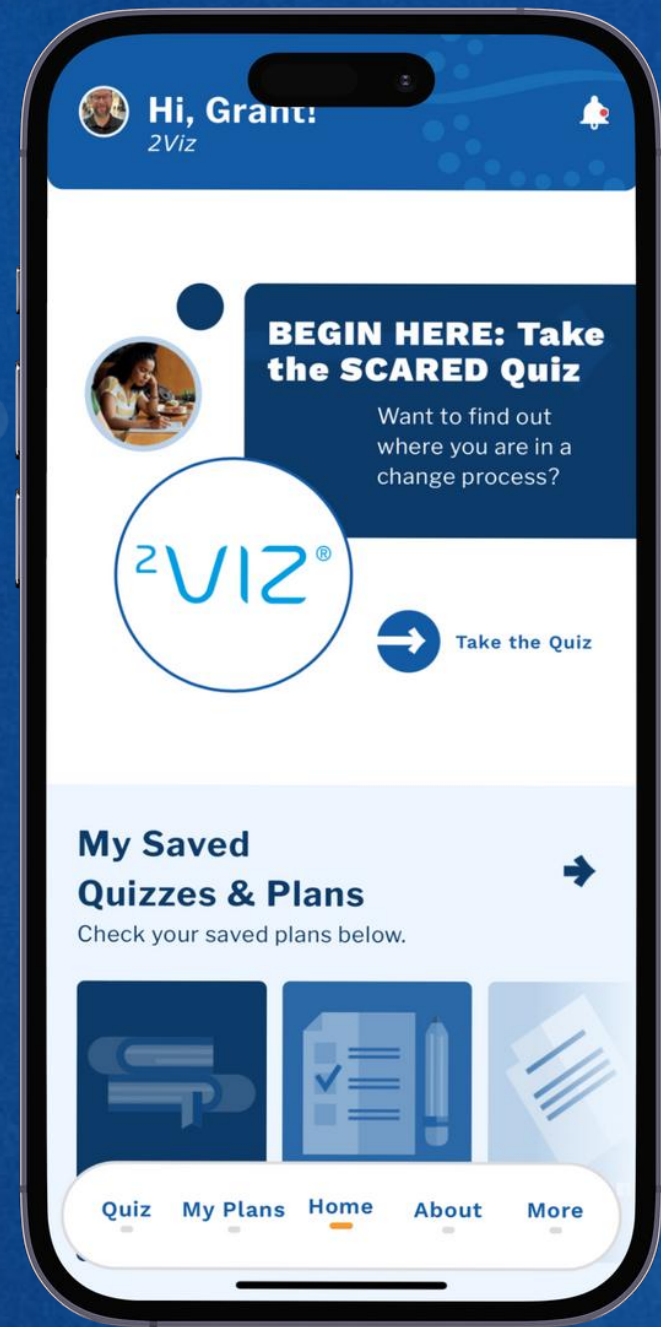 Hi, Grant!
2Viz
BEGIN HERE: Take
the SCARED Quiz
Want to find out
where you are in a
change process?
2VIZ®
Take the Quiz
My Saved
Quizzes & Plans
Check your saved plans below.
Quiz My Plans Home About More